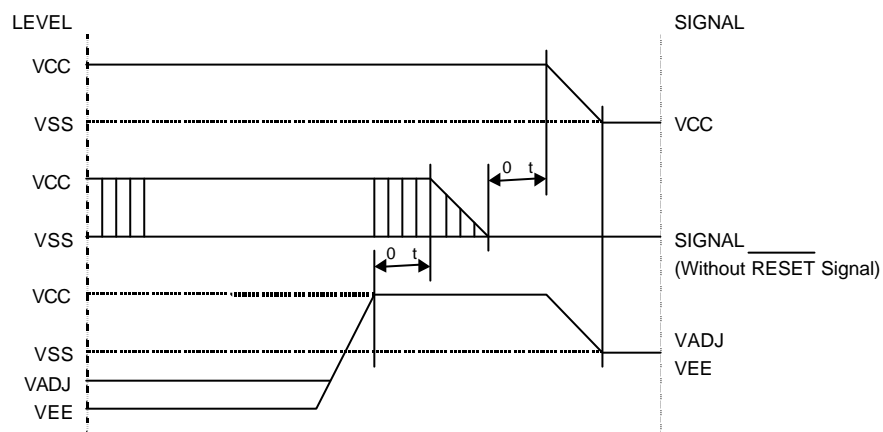 LEVEL
SIGNAL
VCC
VSS
VCC
VCC
0 t
VSS
SIGNAL
(Without RESET Signal)
0 t
VCC
VSS
VADJ
VEE
VADJ
VEE